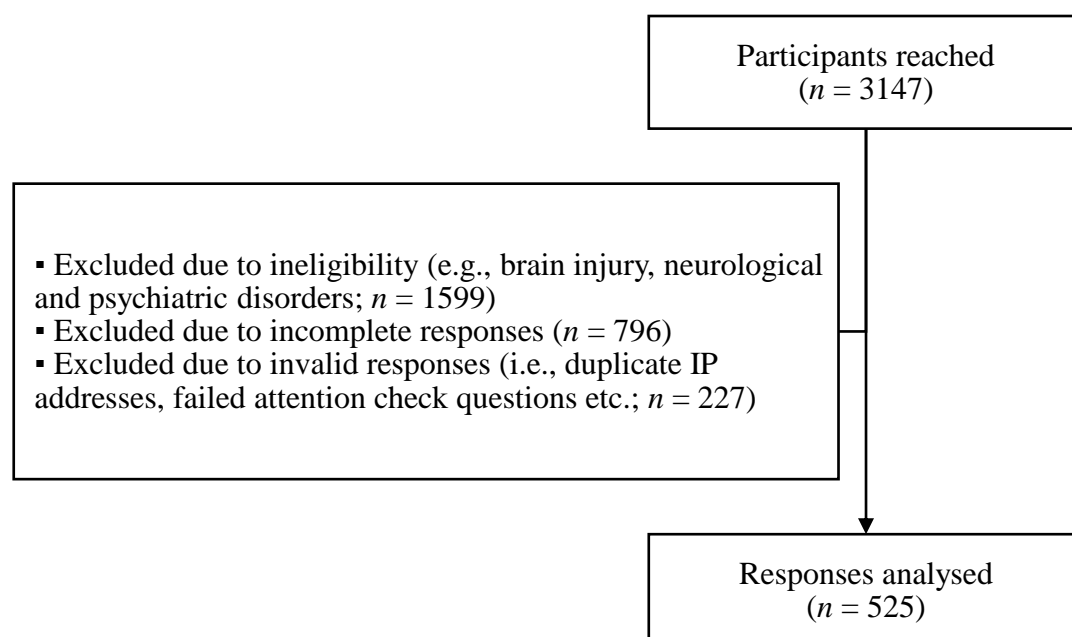 Participants reached
(n = 3147)
▪ Excluded due to ineligibility (e.g., brain injury, neurological
and psychiatric disorders; n = 1599)
▪ Excluded due to incomplete responses (n = 796)
▪ Excluded due to invalid responses (i.e., duplicate IP
addresses, failed attention check questions etc.; n = 227)
Responses analysed
(n = 525)